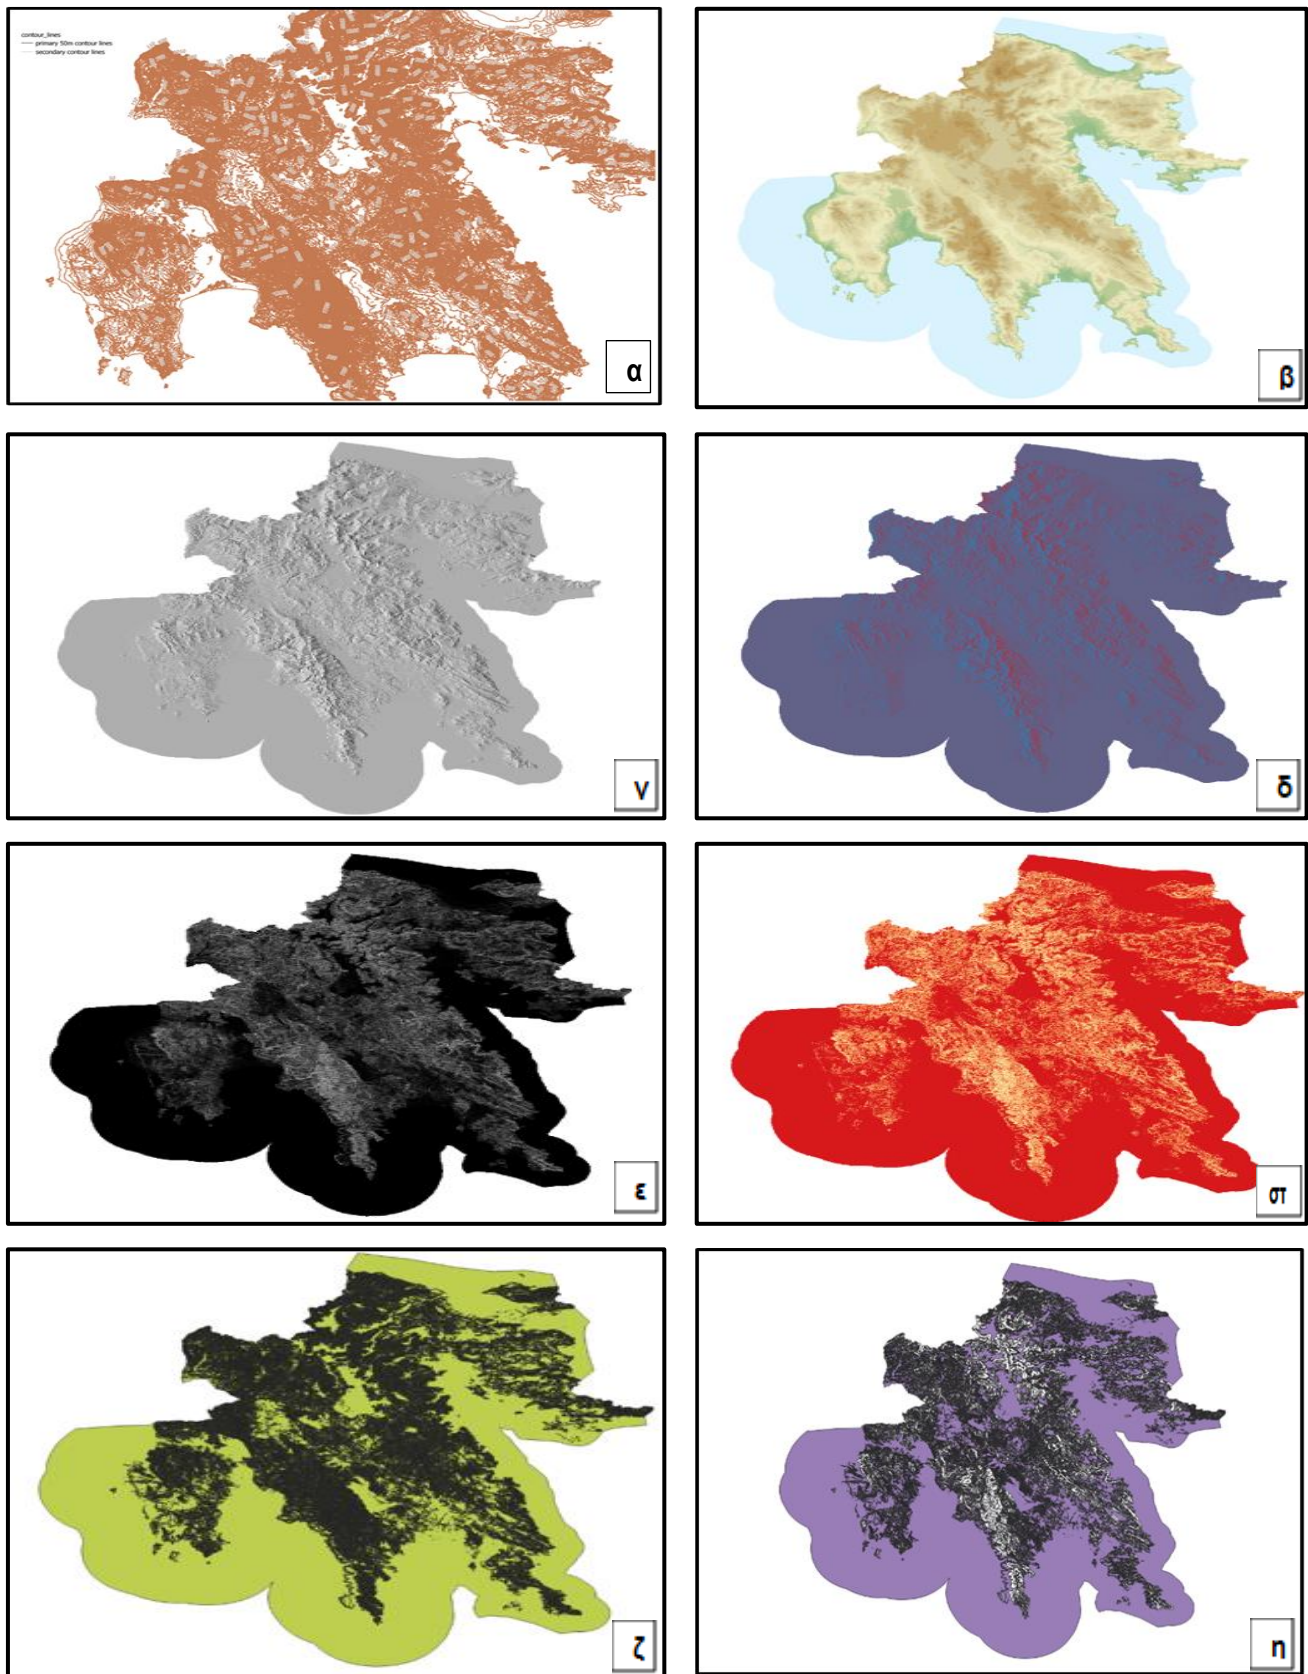 contour_lines
primary 50m contour lines
secondary contour lines
α
β
γ
δ
ε
στ
ζ
η